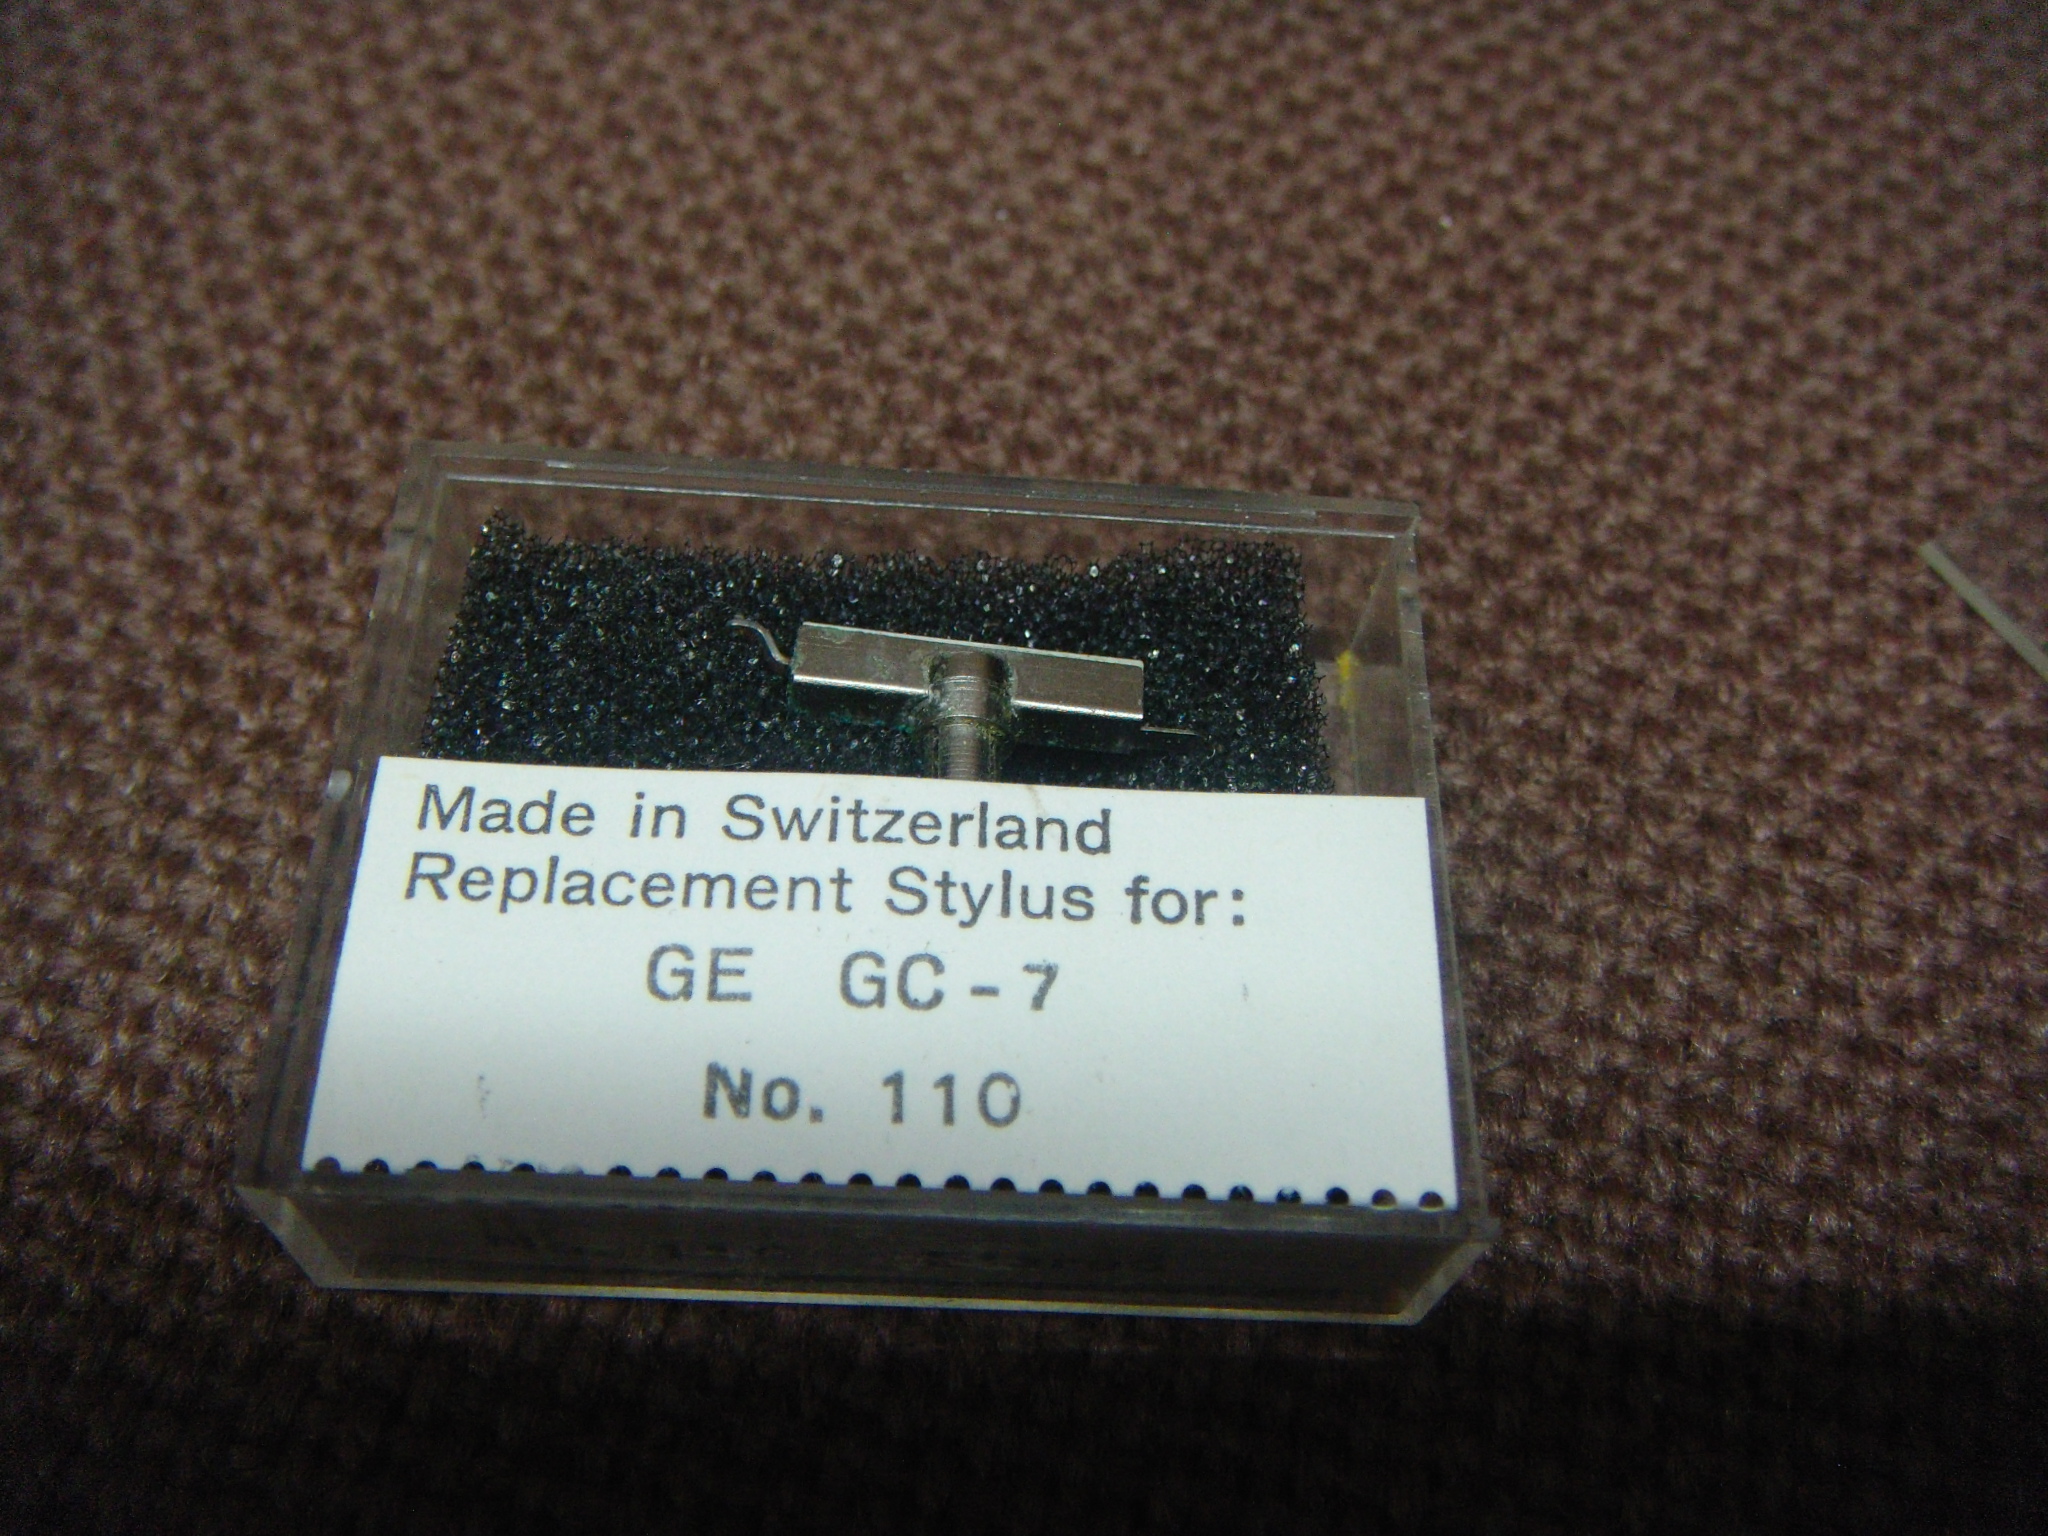 Made in Switzerland
Replacement Stylus for:
GE GC-7
No. 110